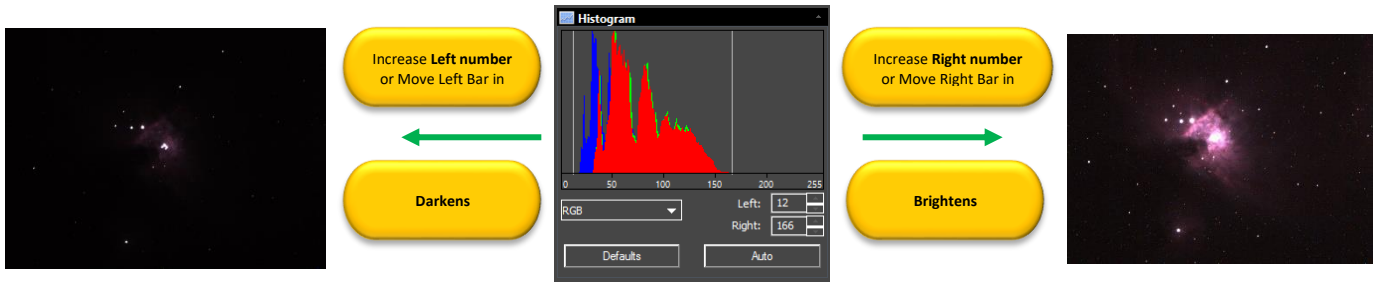 Increase Left number
or Move Left Bar in
Darkens
Histogram
0 50 100 150 200 255
RGB
Left: 12
Right: 166
Defaults
Auto
Increase Right number
or Move Right Bar in
Brightens